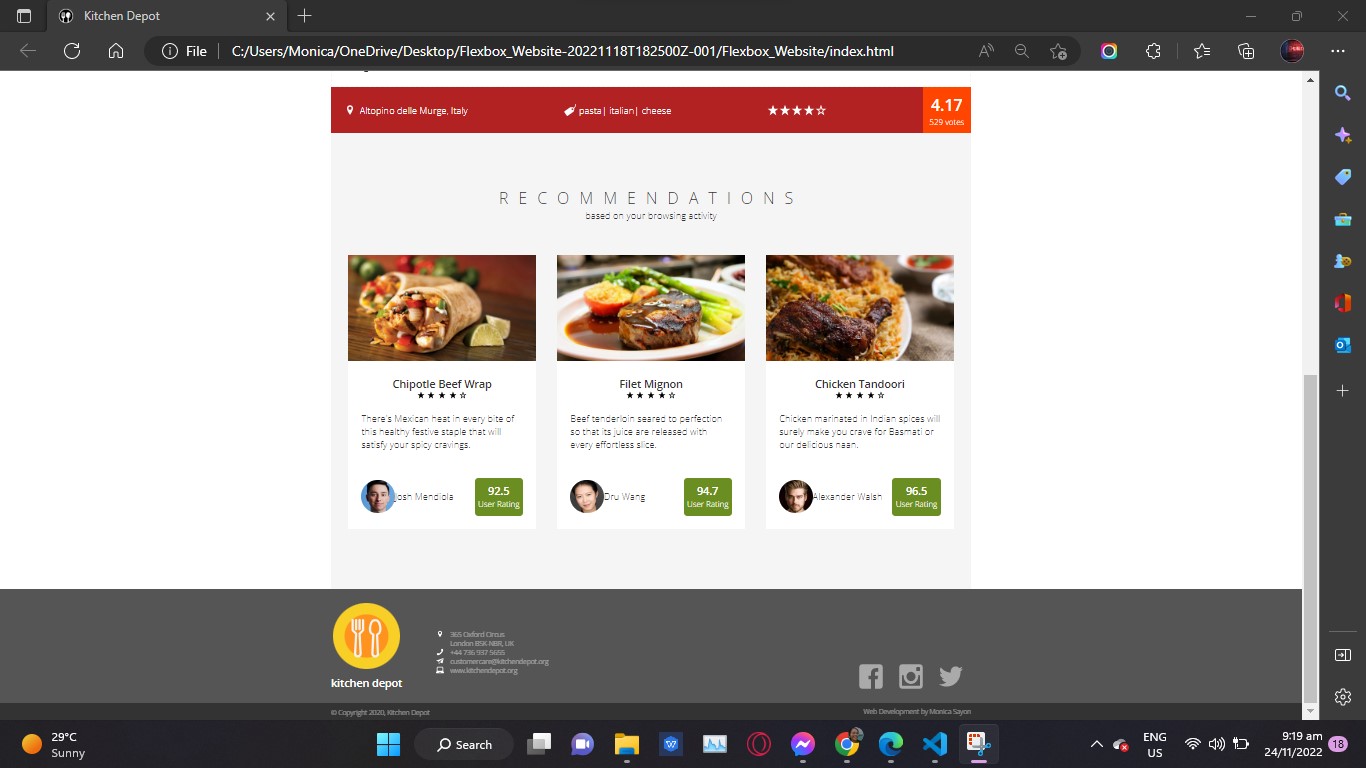 Kitchen Depot
File
C:/Users/Monica/OneDrive/Desktop/Flexbox_Website-20221118T182500Z-001/Flexbox_Website/index.html
Altopino delle Murge, Italy
pasta| italian| cheese
4.17
529 votes
RECOMMENDATIONS
based on your browsing activity
Chipotle Beef Wrap
There's Mexican heat in every bite of
this healthy festive staple that will
satisfy your spicy cravings.
Josh Mendiola
92.5
User Rating
Filet Mignon
Beef tenderloin seared to perfection
so that its juice are released with
every effortless slice.
Dru Wang
94.7
User Rating
Chicken Tandoori
Chicken marinated in Indian spices will
surely make you crave for Basmati or
our delicious naan.
Alexander Walsh
96.5
User Rating
kitchen depot
365 Oxford Circus
London BSK NBR, UK
+44 736 937 5655
customercare@kitchendepot.org
www.kitchendepot.org
© Copyright 2020, Kitchen Depot
Web Development by Monica Sayon
29°C
Sunny
Search
ENG
US
9:19 am
24/11/2022
18